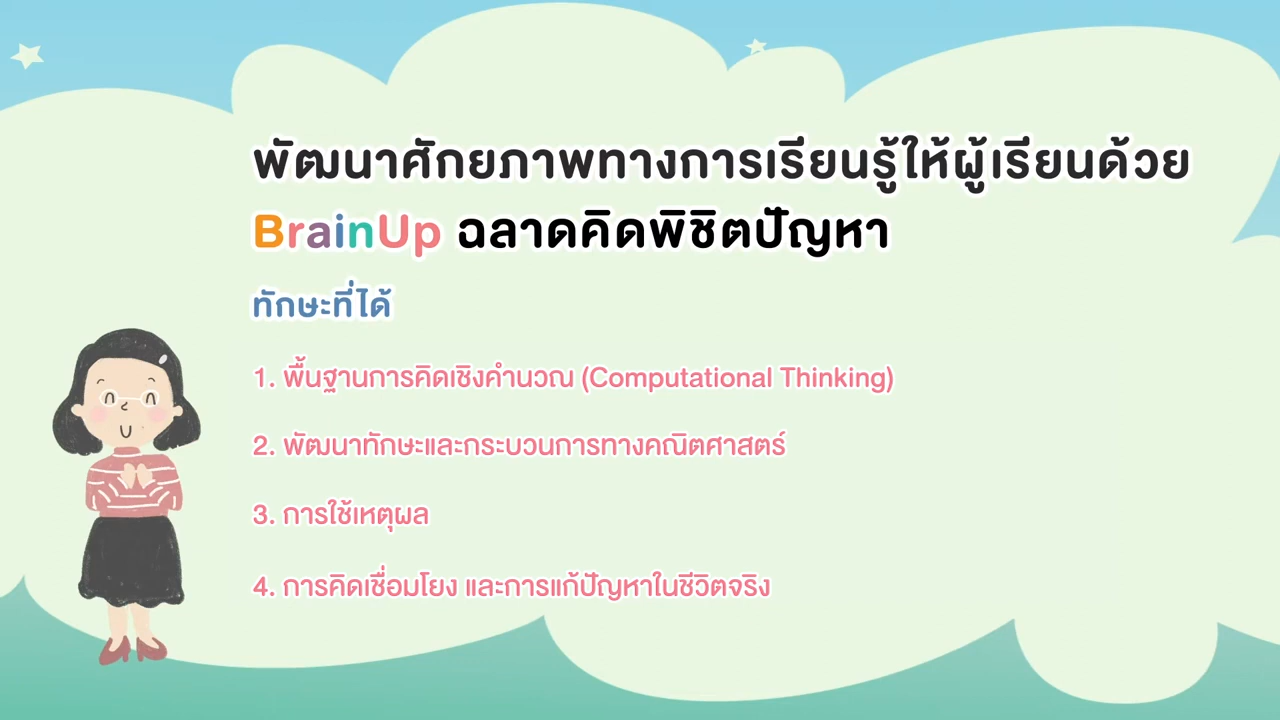 พัฒนาศักยภาพทางการเรียนรู้ให้ผู้เรียนด้วย
BrainUp ฉลาดคิดพิชิตปัญหา
ทักษะที่ได้
1. พื้นฐานการคิดเชิงคำนวณ (Computational Thinking)
2. พัฒนาทักษะและกระบวนการทางคณิตศาสตร์
3. การใช้เหตุผล
4. การคิดเชื่อมโยง และการแก้ปัญหาในชีวิตจริง